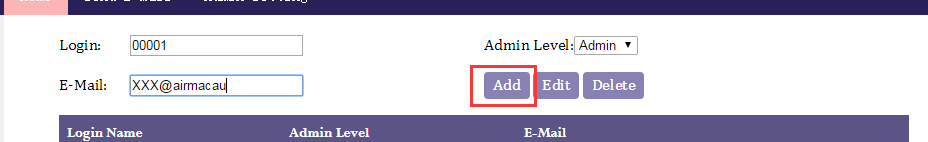 Login: 00001 Admin Level: Admin
E-Mail: XXX@airmacau Add Edit Delete
Login Name Admin Level E-Mail